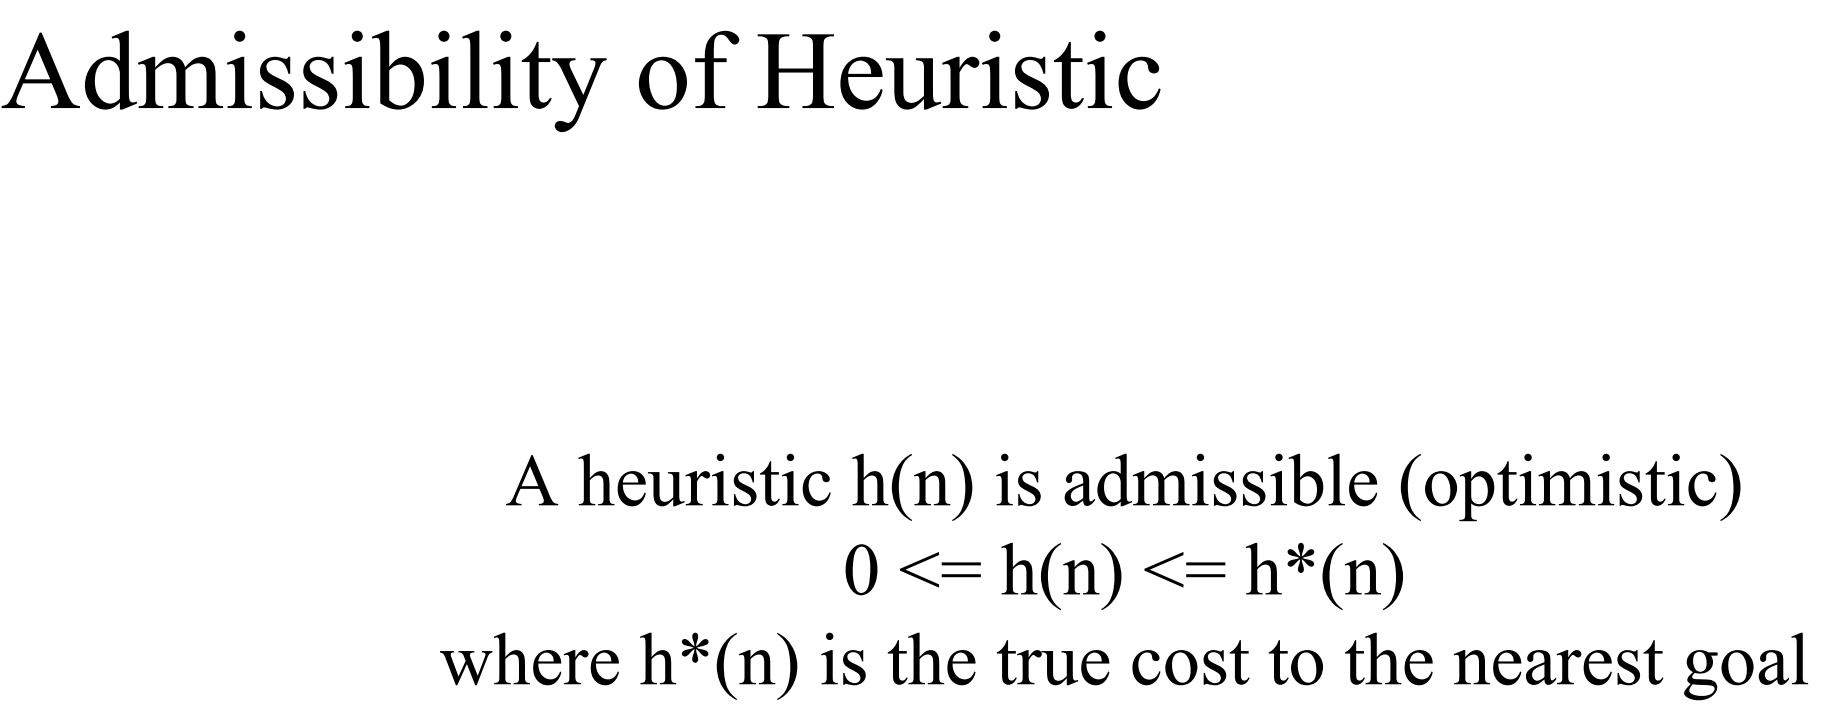 Admissibility of Heuristic
A heuristic h(n) is admissible (optimistic)
0 <= h(n) <= h*(n)
where h*(n) is the true cost to the nearest goal